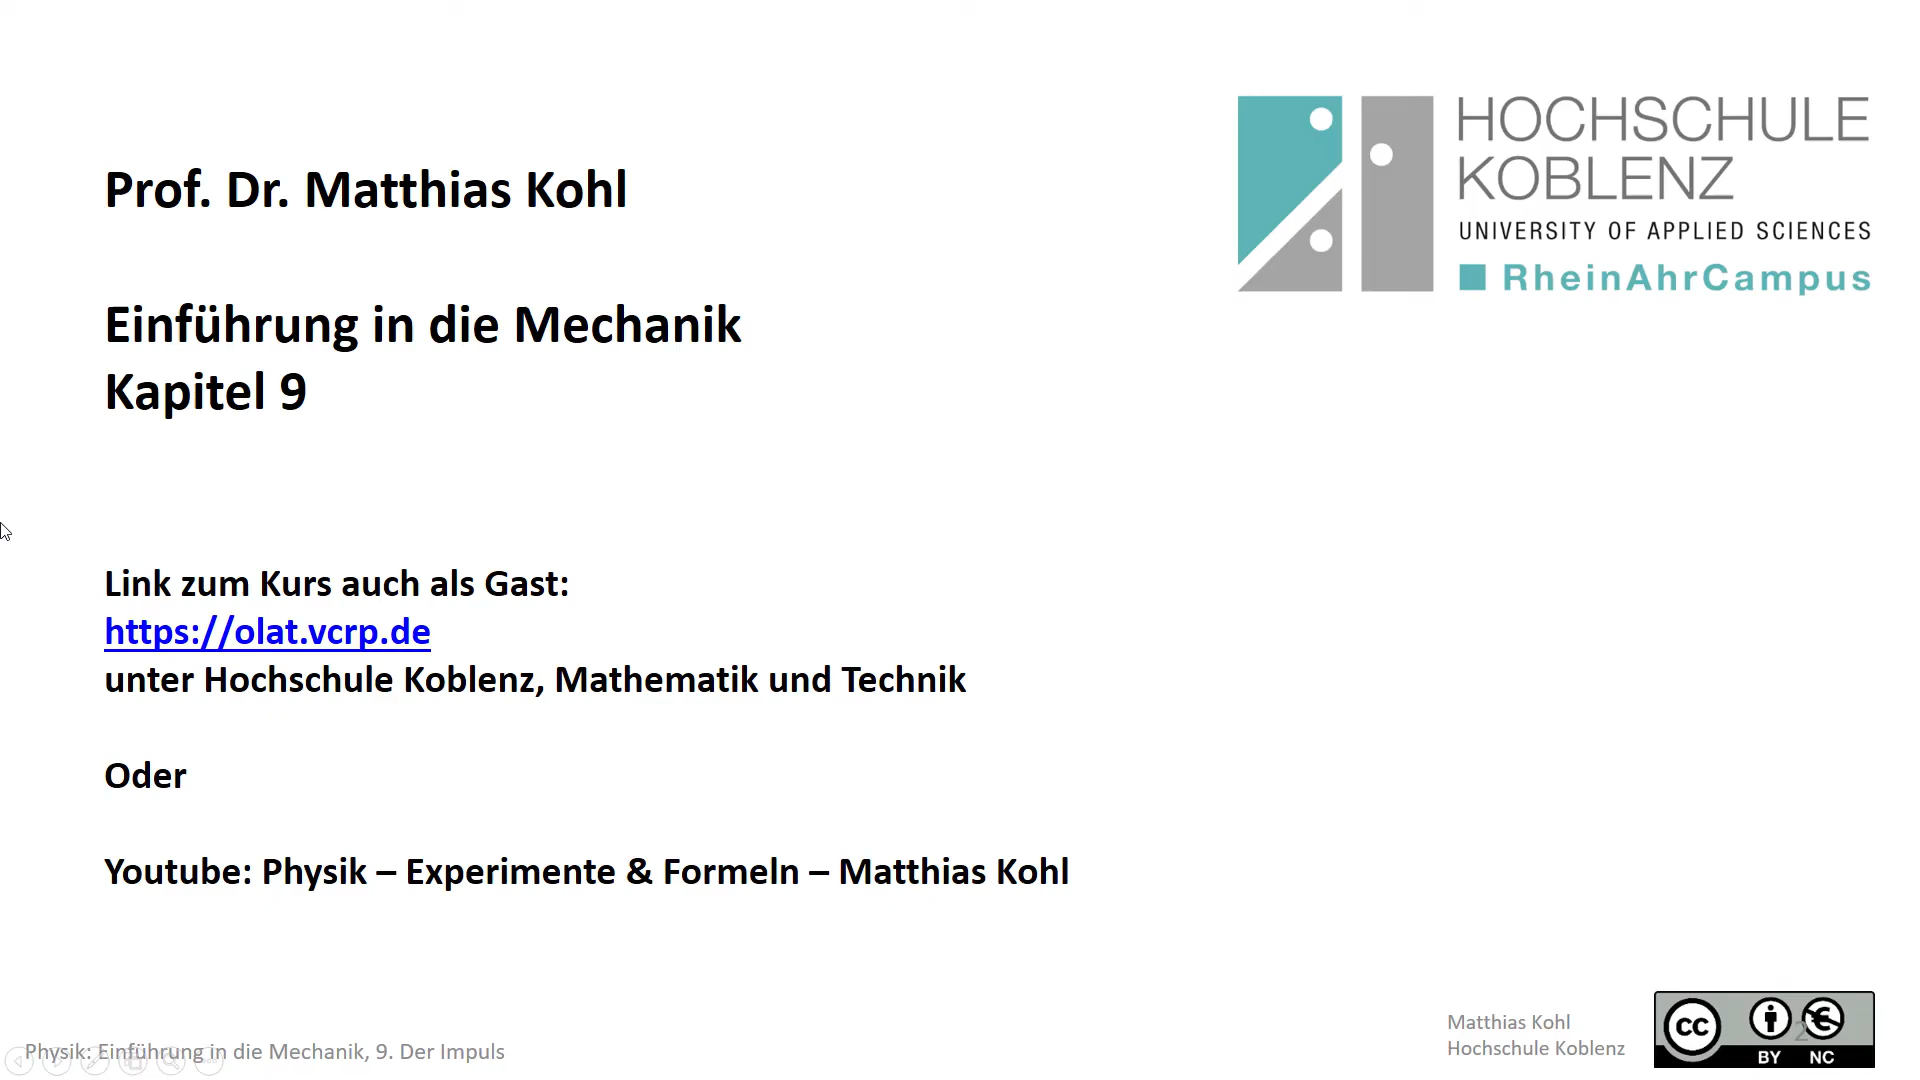 HOCHSCHULE
KOBLENZ
UNIVERSITY OF APPLIED SCIENCES
RheinAhrCampus
Prof. Dr. Matthias Kohl
Einführung in die Mechanik
Kapitel 9
Link zum Kurs auch als Gast:
https://olat.vcrp.de
unter Hochschule Koblenz, Mathematik und Technik
Oder
Youtube: Physik – Experimente & Formeln – Matthias Kohl
Physik: Einführung in die Mechanik, 9. Der Impuls
Matthias Kohl
Hochschule Koblenz
cc
2
BY NC